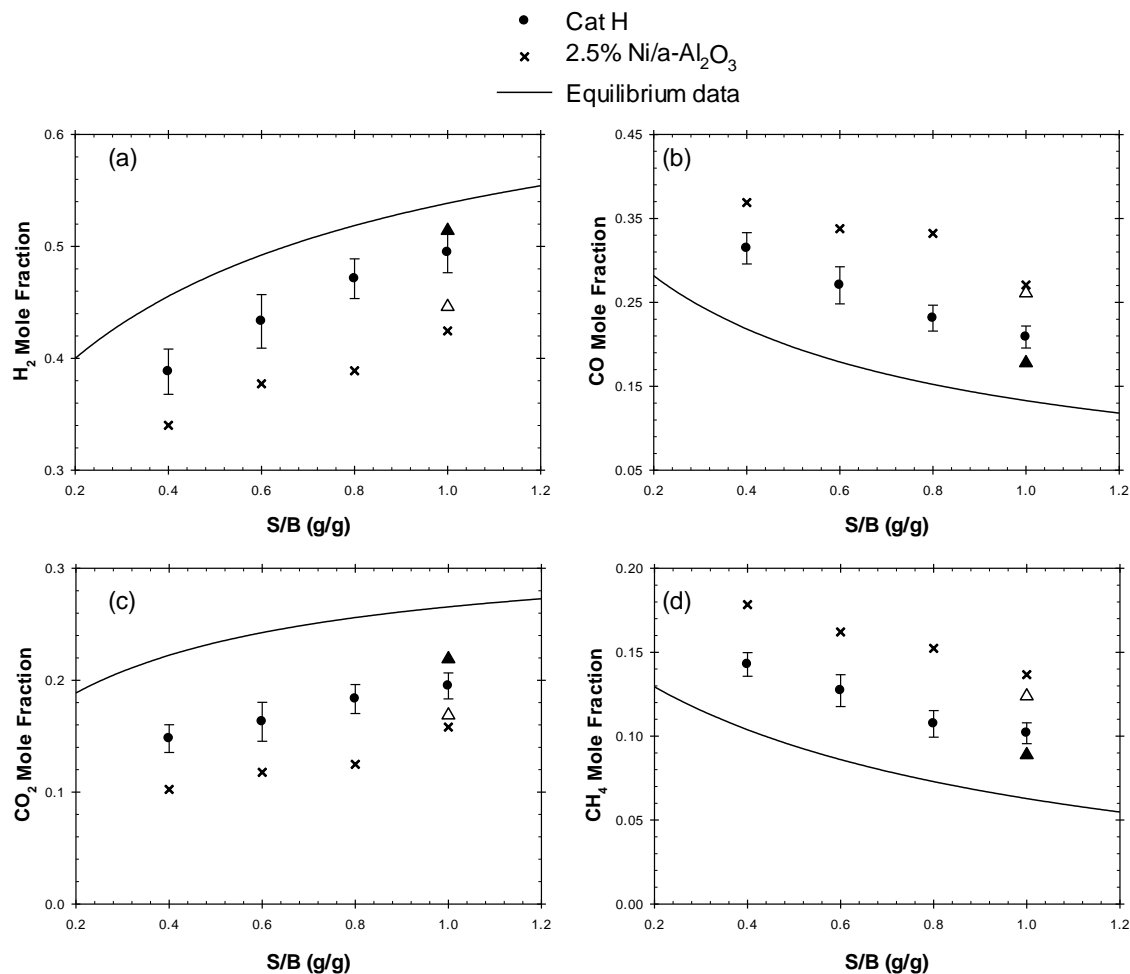 Cat H
2.5% Ni/a-Al2O3
Equilibrium data
(a)
H2 Mole Fraction
0.6
0.5
0.4
0.3
0.2 0.4 0.6 0.8 1.0 1.2
S/B (g/g)
(b)
CO Mole Fraction
0.45
0.35
0.25
0.15
0.05
0.2 0.4 0.6 0.8 1.0 1.2
S/B (g/g)
(c)
CO2 Mole Fraction
0.3
0.2
0.1
0.0
0.2 0.4 0.6 0.8 1.0 1.2
S/B (g/g)
(d)
CH4 Mole Fraction
0.20
0.15
0.10
0.05
0.00
0.2 0.4 0.6 0.8 1.0 1.2
S/B (g/g)